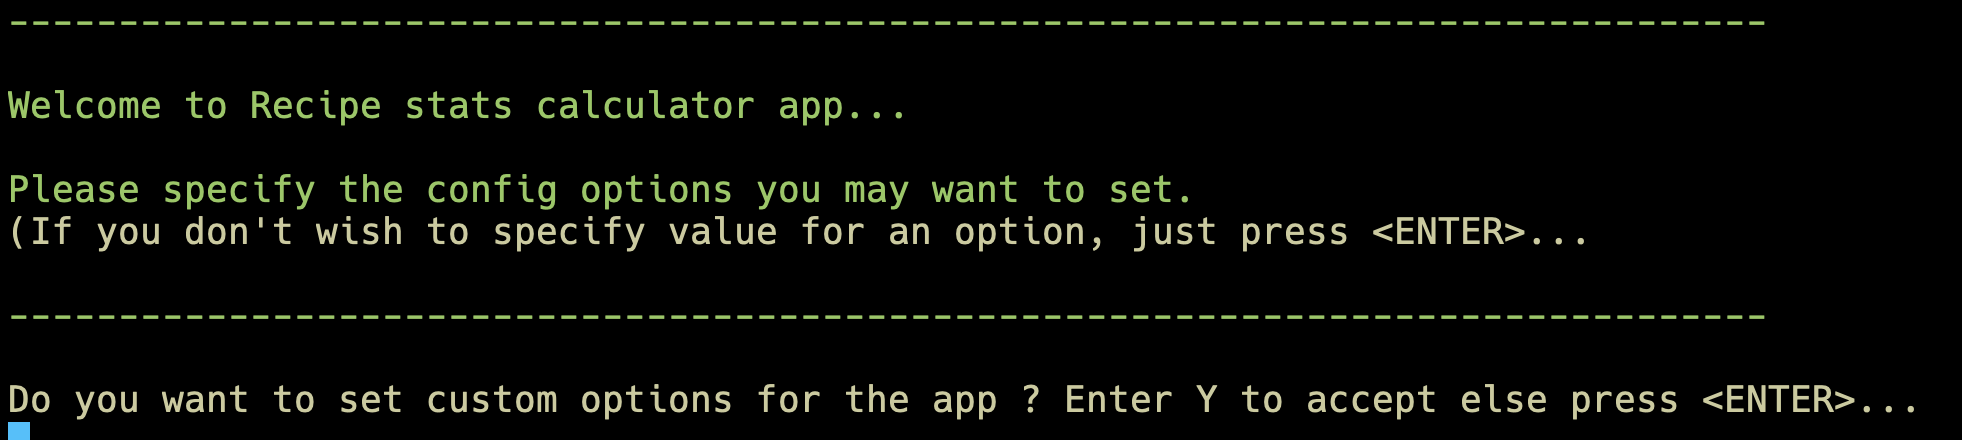 --------------------------------------------------------------------------------
Welcome to Recipe stats calculator app...
Please specify the config options you may want to set.
(If you don't wish to specify value for an option, just press <ENTER>...
--------------------------------------------------------------------------------
Do you want to set custom options for the app ? Enter Y to accept else press <ENTER>...